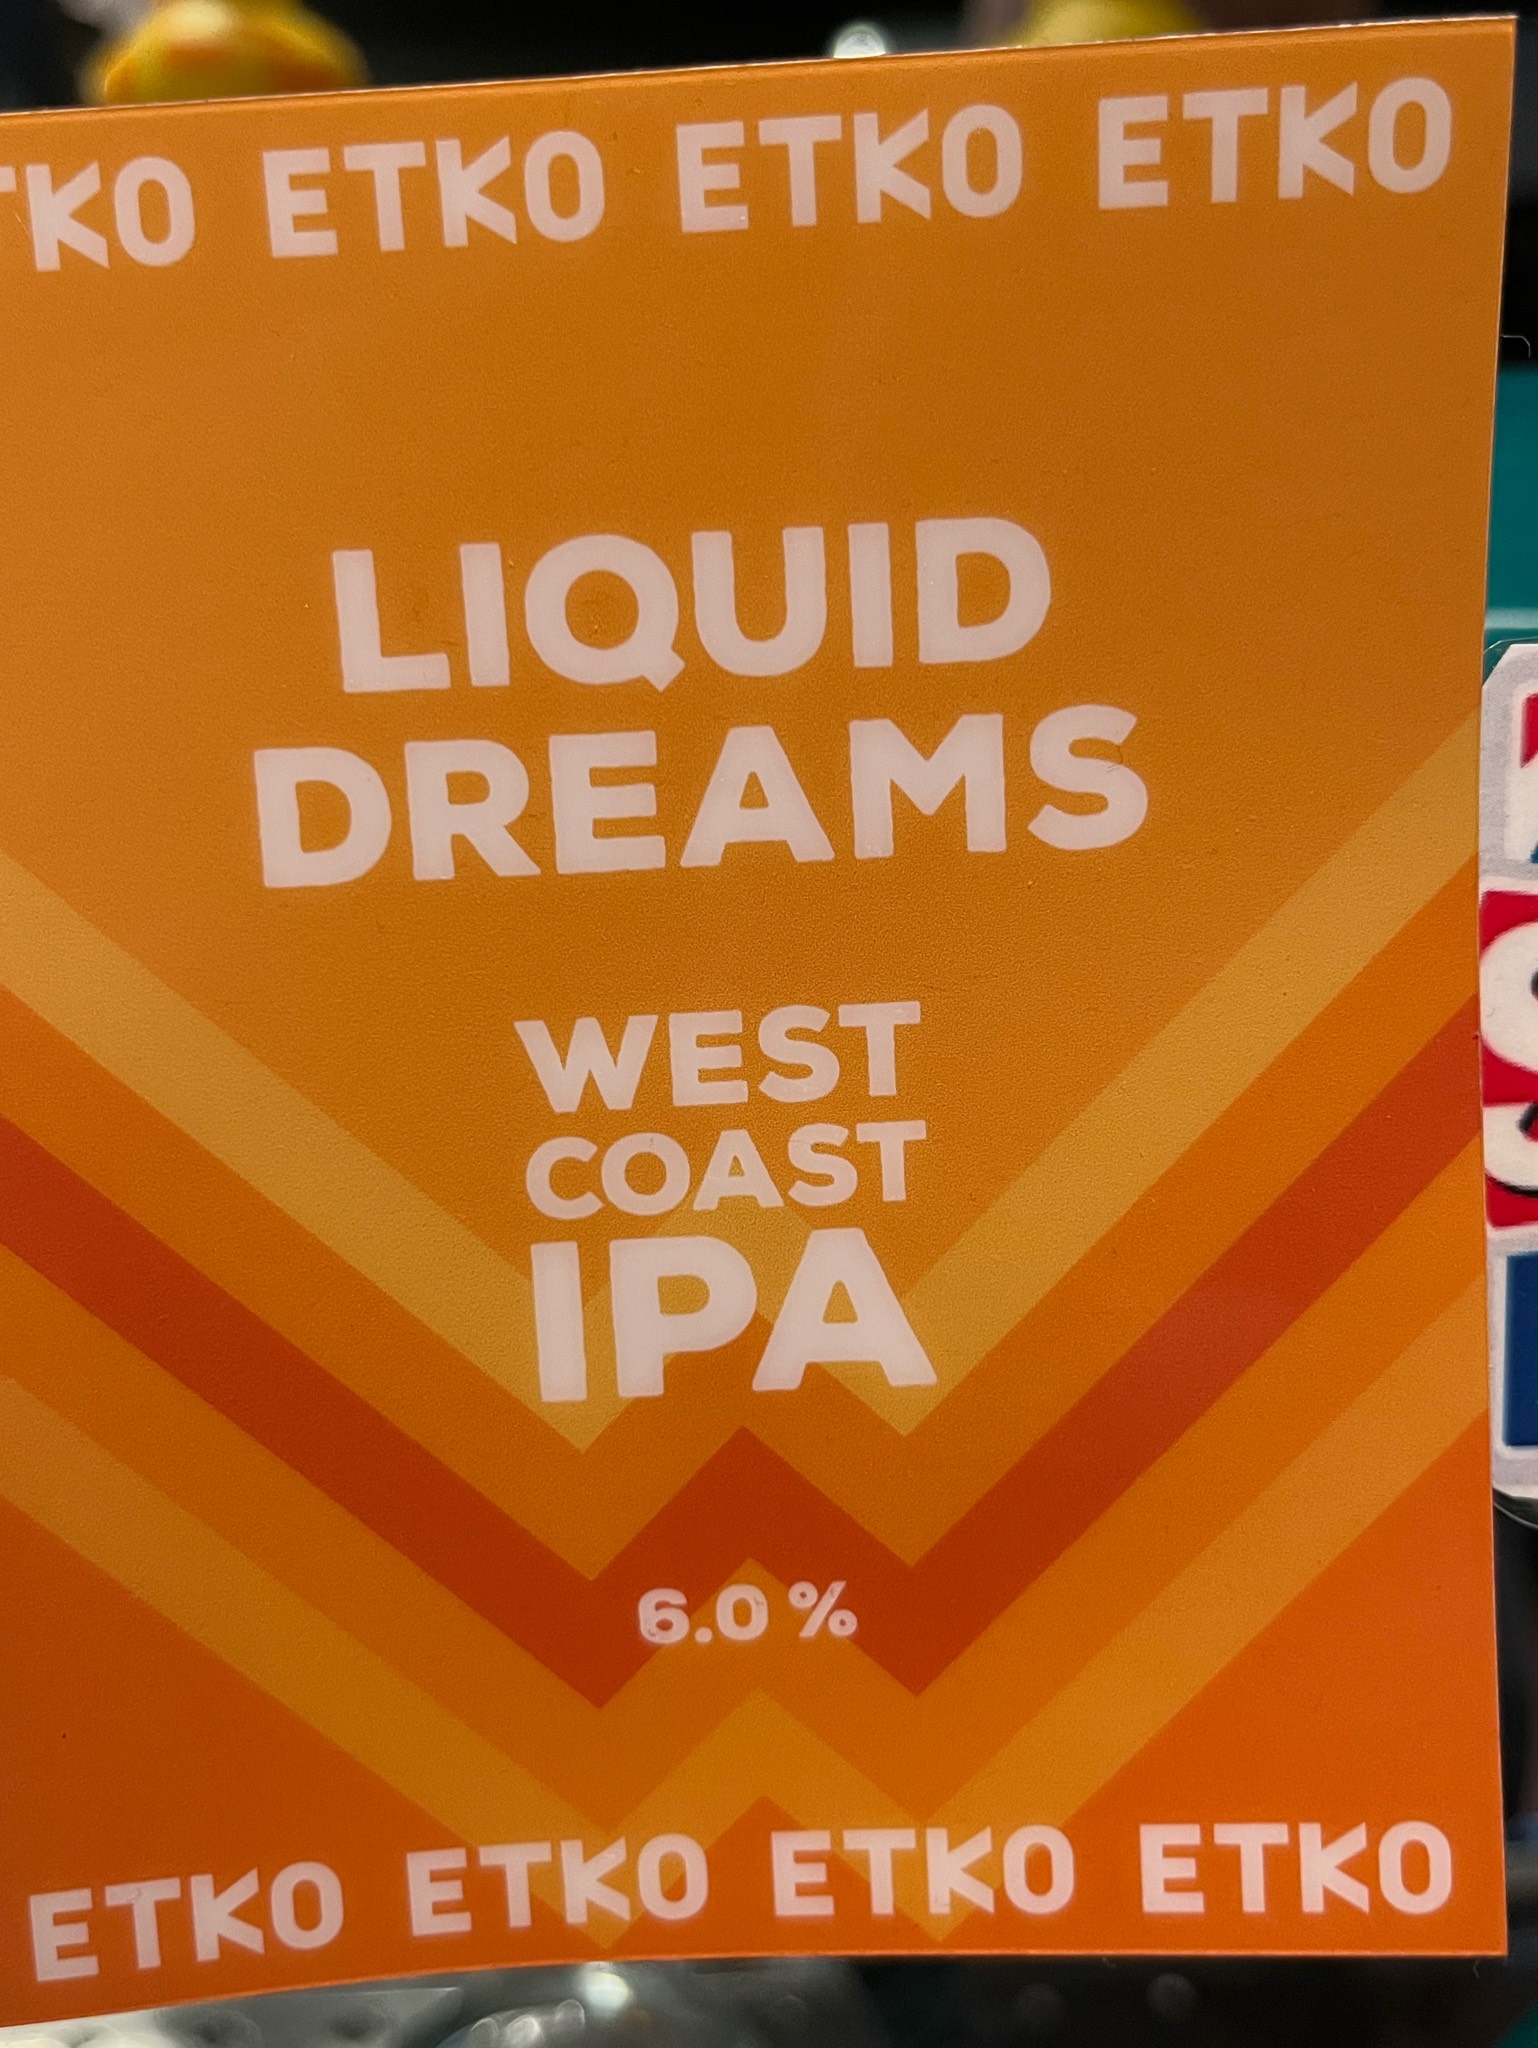 TKO ETKO ETKO ETKO
LIQUID
DREAMS
WEST
COAST
IPA
6.0 %
ETKO ETKO ETKO ETKO